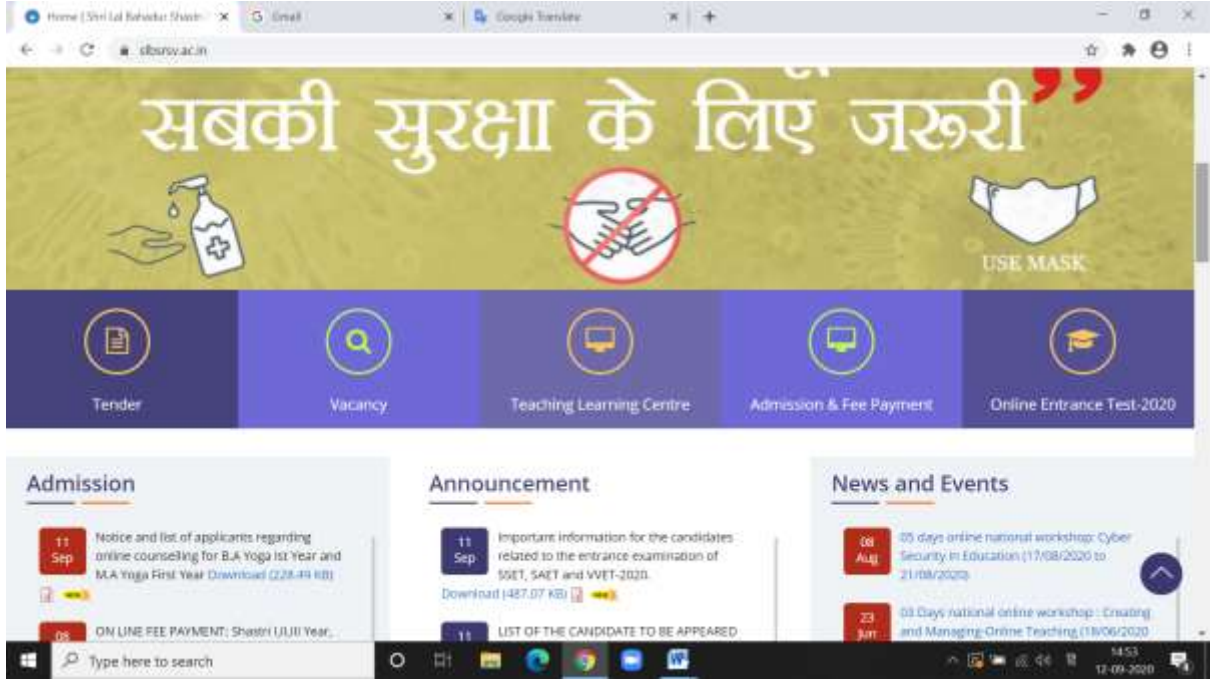 Home | Shri Lal Bahadur Shastri
Gmail
Google Translate
slbsrsv.ac.in
सबकी सुरक्षा के लिए जरूरी”
USE MASK
Tender
Vacancy
Teaching Learning Centre
Admission & Fee Payment
Online Entrance Test-2020
Admission
11
Sep
Notice and list of applicants regarding
online counselling for B.A Yoga Ist Year and
M.A Yoga First Year Download (228.49 KB)
08
ON LINE FEE PAYMENT: Shastri I,II,III Year,
Announcement
11
Sep
Important information for the candidates
related to the entrance examination of
SSET, SAET and VVET-2020.
Download (487.07 KB)
11
LIST OF THE CANDIDATE TO BE APPEARED
News and Events
08
Aug
05 days online national workshop: Cyber
Security in Education (17/08/2020 to
21/08/2020)
23
Jun
03 Days national online workshop : Creating
and Managing Online Teaching (18/06/2020
Type here to search
14:53
12-09-2020